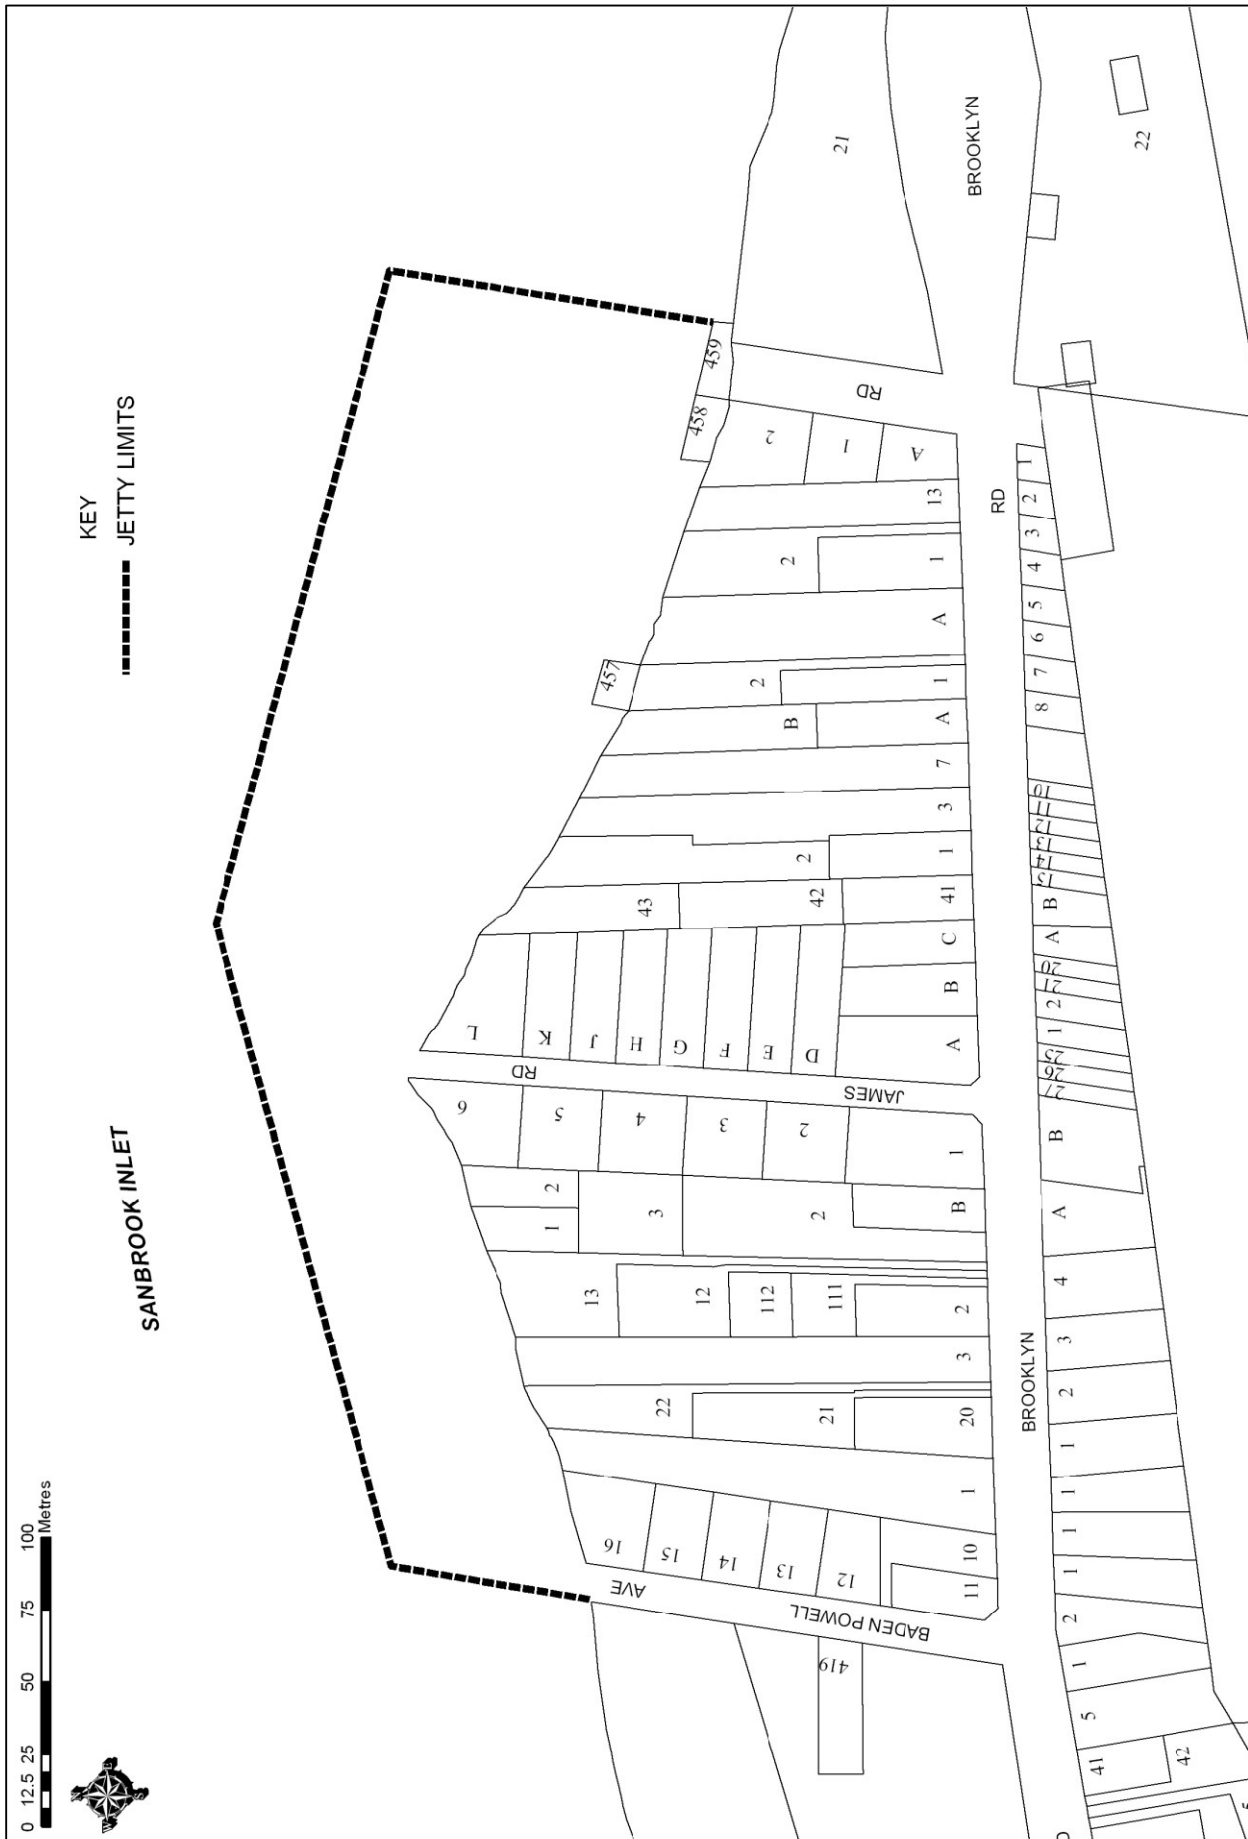 0 12.5 25 50 75 100
Metres
SANBROOK INLET
KEY
JETTY LIMITS
457
458
459
21
BROOKLYN
22
RD
2
1
A
13
2
1
A
2
1
B
A
7
3
2
1
43
42
41
L
K
J
H
G
F
E
D
C
B
A
RD
JAMES
6
5
4
3
2
1
2
1
3
2
B
13
12
112
111
2
3
22
21
20
1
16
15
14
13
12
10
11
AVE
BADEN POWELL
419
BROOKLYN
RD
1
2
3
4
5
6
7
8
10
11
12
13
14
15
B
A
20
21
2
1
25
26
27
B
A
4
3
2
1
1
1
1
2
1
5
41
42